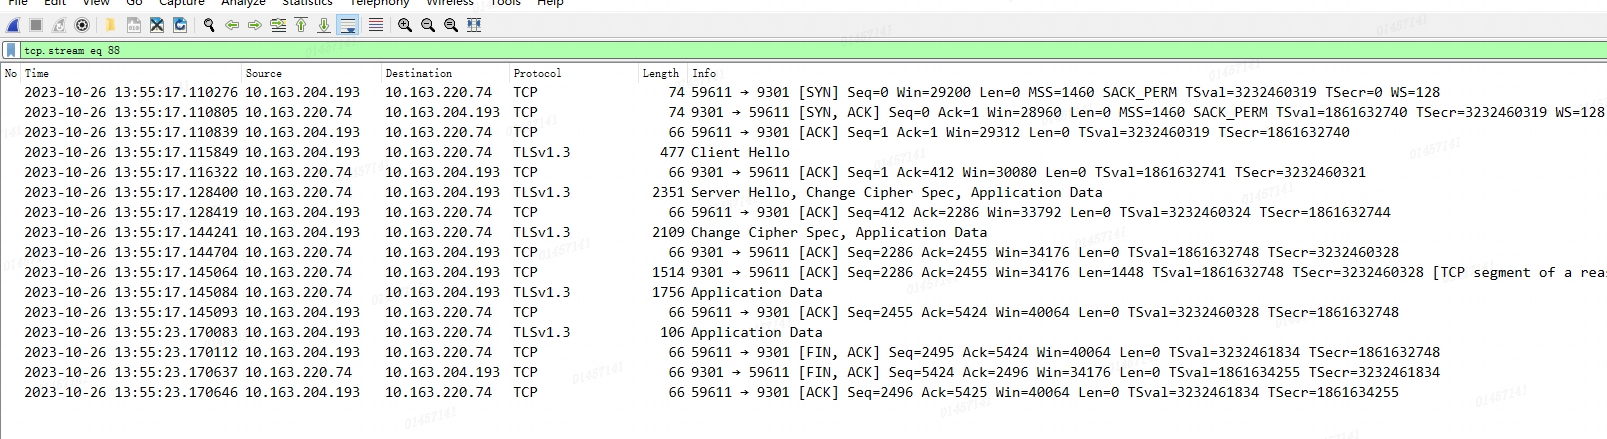 File Edit View Go Capture Analyze Statistics Telephony Wireless Tools Help
tcp.stream eq 88
No Time Source Destination Protocol Length Info
2023-10-26 13:55:17.110276 10.163.204.193 10.163.220.74 TCP 74 59611 → 9301 [SYN] Seq=0 Win=29200 Len=0 MSS=1460 SACK_PERM TSval=3232460319 TSecr=0 WS=128
2023-10-26 13:55:17.110805 10.163.220.74 10.163.204.193 TCP 74 9301 → 59611 [SYN, ACK] Seq=0 Ack=1 Win=28960 Len=0 MSS=1460 SACK_PERM TSval=1861632740 TSecr=3232460319 WS=128
2023-10-26 13:55:17.110839 10.163.204.193 10.163.220.74 TCP 66 59611 → 9301 [ACK] Seq=1 Ack=1 Win=29312 Len=0 TSval=3232460319 TSecr=1861632740
2023-10-26 13:55:17.115849 10.163.204.193 10.163.220.74 TLSv1.3 477 Client Hello
2023-10-26 13:55:17.116322 10.163.220.74 10.163.204.193 TCP 66 9301 → 59611 [ACK] Seq=1 Ack=412 Win=30080 Len=0 TSval=1861632741 TSecr=3232460321
2023-10-26 13:55:17.128400 10.163.220.74 10.163.204.193 TLSv1.3 2351 Server Hello, Change Cipher Spec, Application Data
2023-10-26 13:55:17.128419 10.163.204.193 10.163.220.74 TCP 66 59611 → 9301 [ACK] Seq=412 Ack=2286 Win=33792 Len=0 TSval=3232460324 TSecr=1861632744
2023-10-26 13:55:17.144241 10.163.204.193 10.163.220.74 TLSv1.3 2109 Change Cipher Spec, Application Data
2023-10-26 13:55:17.144704 10.163.220.74 10.163.204.193 TCP 66 9301 → 59611 [ACK] Seq=2286 Ack=2455 Win=34176 Len=0 TSval=1861632748 TSecr=3232460328
2023-10-26 13:55:17.145064 10.163.220.74 10.163.204.193 TCP 1514 9301 → 59611 [ACK] Seq=2286 Ack=2455 Win=34176 Len=1448 TSval=1861632748 TSecr=3232460328 [TCP segment of a rea
2023-10-26 13:55:17.145084 10.163.220.74 10.163.204.193 TLSv1.3 1756 Application Data
2023-10-26 13:55:17.145093 10.163.204.193 10.163.220.74 TCP 66 59611 → 9301 [ACK] Seq=2455 Ack=5424 Win=40064 Len=0 TSval=3232460328 TSecr=1861632748
2023-10-26 13:55:23.170083 10.163.204.193 10.163.220.74 TLSv1.3 106 Application Data
2023-10-26 13:55:23.170112 10.163.204.193 10.163.220.74 TCP 66 59611 → 9301 [FIN, ACK] Seq=2495 Ack=5424 Win=40064 Len=0 TSval=3232461834 TSecr=1861632748
2023-10-26 13:55:23.170637 10.163.220.74 10.163.204.193 TCP 66 9301 → 59611 [FIN, ACK] Seq=5424 Ack=2496 Win=34176 Len=0 TSval=1861634255 TSecr=3232461834
2023-10-26 13:55:23.170646 10.163.204.193 10.163.220.74 TCP 66 59611 → 9301 [ACK] Seq=2496 Ack=5425 Win=40064 Len=0 TSval=3232461834 TSecr=1861634255